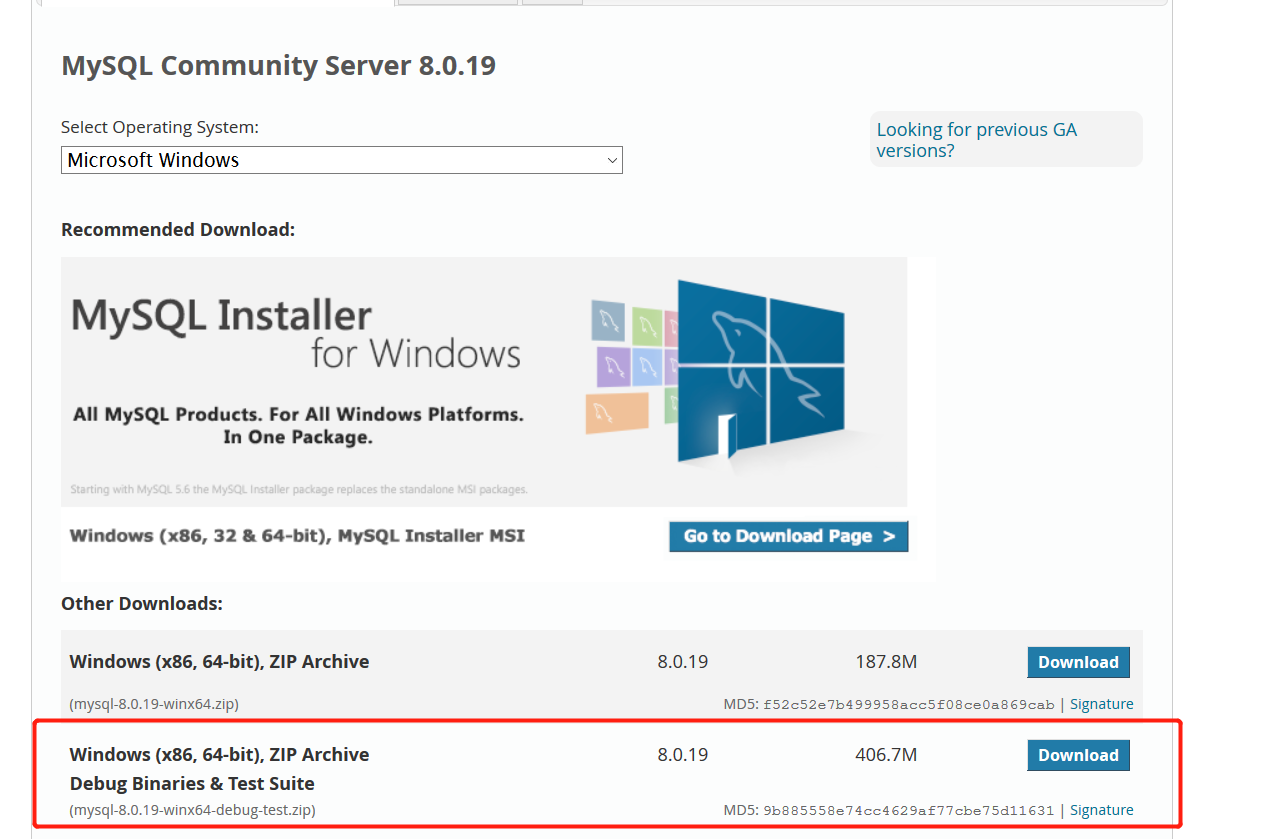 MySQL Community Server 8.0.19
Select Operating System:
Looking for previous GA
versions?
Microsoft Windows
Recommended Download:
MySQL Installer
for Windows
All MySQL Products. For All Windows Platforms.
In One Package.
Starting with MySQL 5.6 the MySQL Installer package replaces the standalone MSI packages.
Windows (x86, 32 & 64-bit), MySQL Installer MSI
Go to Download Page >
Other Downloads:
Windows (x86, 64-bit), ZIP Archive 8.0.19 187.8M Download
(mysql-8.0.19-winx64.zip) MD5: f52c52e7b499958acc5f08ce0a869cab | Signature
Windows (x86, 64-bit), ZIP Archive 8.0.19 406.7M Download
Debug Binaries & Test Suite
(mysql-8.0.19-winx64-debug-test.zip) MD5: 9b885558e74cc4629af77cbe75d11631 | Signature